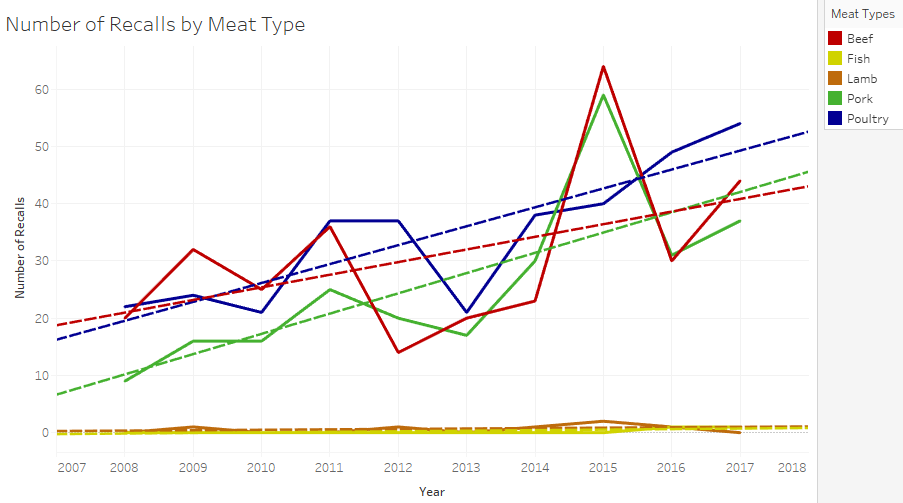 Number of Recalls by Meat Type
Meat Types
Beef
Fish
Lamb
Pork
Poultry
Number of Recalls
60
50
40
30
20
10
0
2007 2008 2009 2010 2011 2012 2013 2014 2015 2016 2017 2018
Year